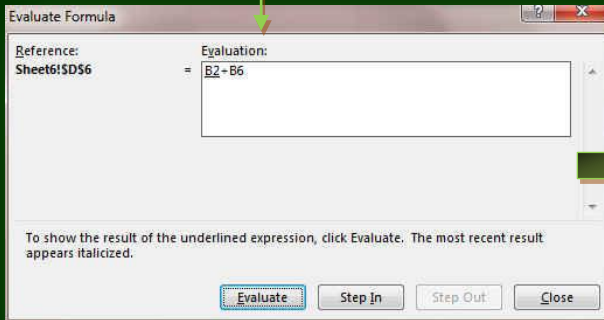 Evaluate Formula
Reference: Evaluation:
Sheet6!$D$6 = B2+B6
To show the result of the underlined expression, click Evaluate. The most recent result
appears italicized.
Evaluate Step In Step Out Close